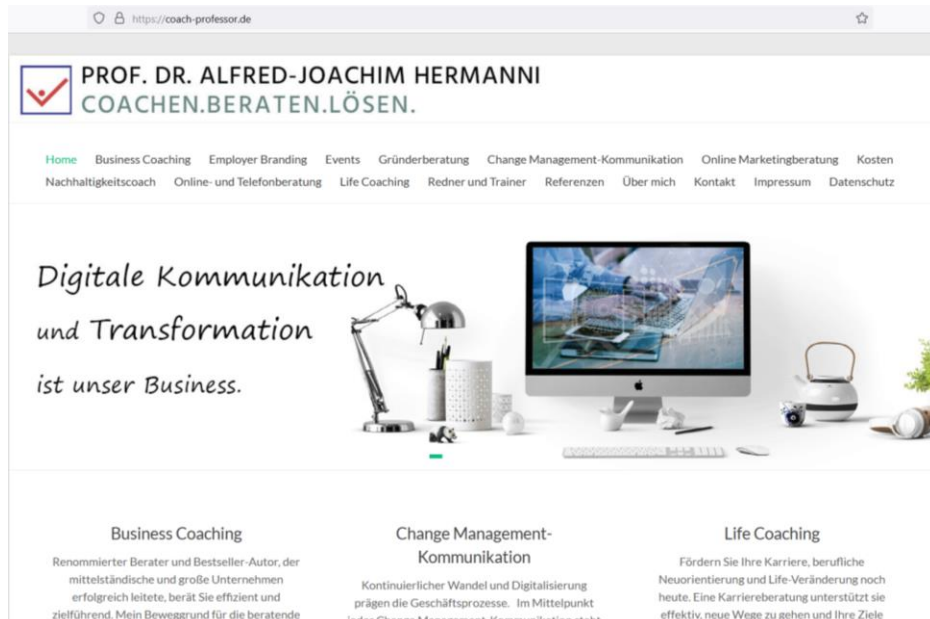 https://coach-professor.de
PROF. DR. ALFRED-JOACHIM HERMANNI
COACHEN.BERATEN.LÖSEN.
Home Business Coaching Employer Branding Events Gründerberatung Change Management-Kommunikation Online Marketingberatung Kosten
Nachhaltigkeitscoach Online- und Telefonberatung Life Coaching Redner und Trainer Referenzen Über mich Kontakt Impressum Datenschutz
Digitale Kommunikation
und Transformation
ist unser Business.
Business Coaching
Renommierter Berater und Bestseller-Autor, der
mittelständische und große Unternehmen
erfolgreich leitete, berät Sie effizient und
zielführend. Mein Beweggrund für die beratende
Change Management-
Kommunikation
Kontinuierlicher Wandel und Digitalisierung
prägen die Geschäftsprozesse. Im Mittelpunkt
jeder Change Management-Kommunikation steht
Life Coaching
Fördern Sie Ihre Karriere, berufliche
Neuorientierung und Life-Veränderung noch
heute. Eine Karriereberatung unterstützt sie
effektiv, neue Wege zu gehen und Ihre Ziele